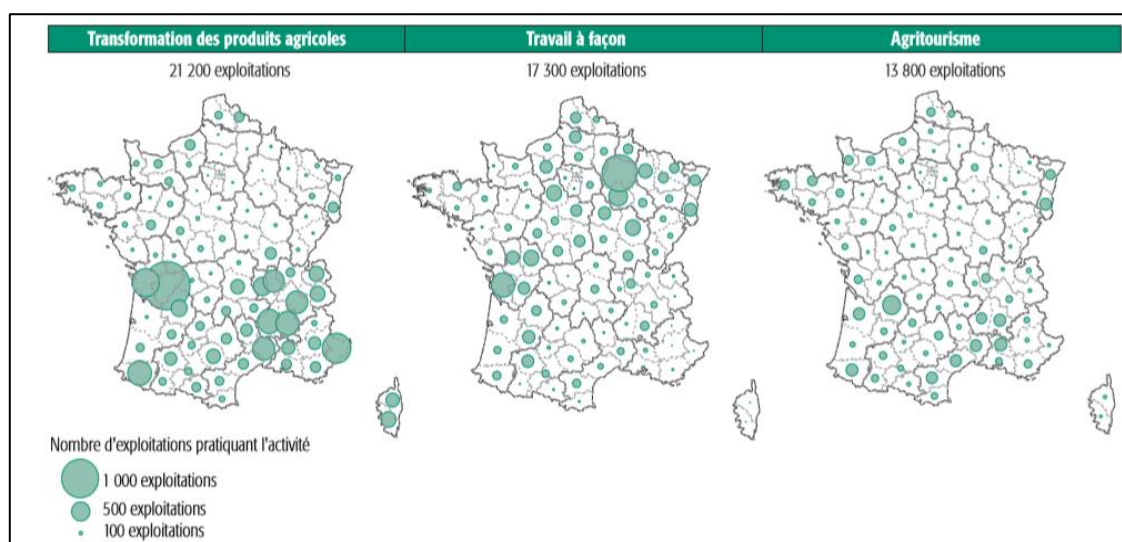 Transformation des produits agricoles
Travail à façon
Agritourisme
21 200 exploitations
17 300 exploitations
13 800 exploitations
Nombre d'exploitations pratiquant l'activité
1 000 exploitations
500 exploitations
100 exploitations